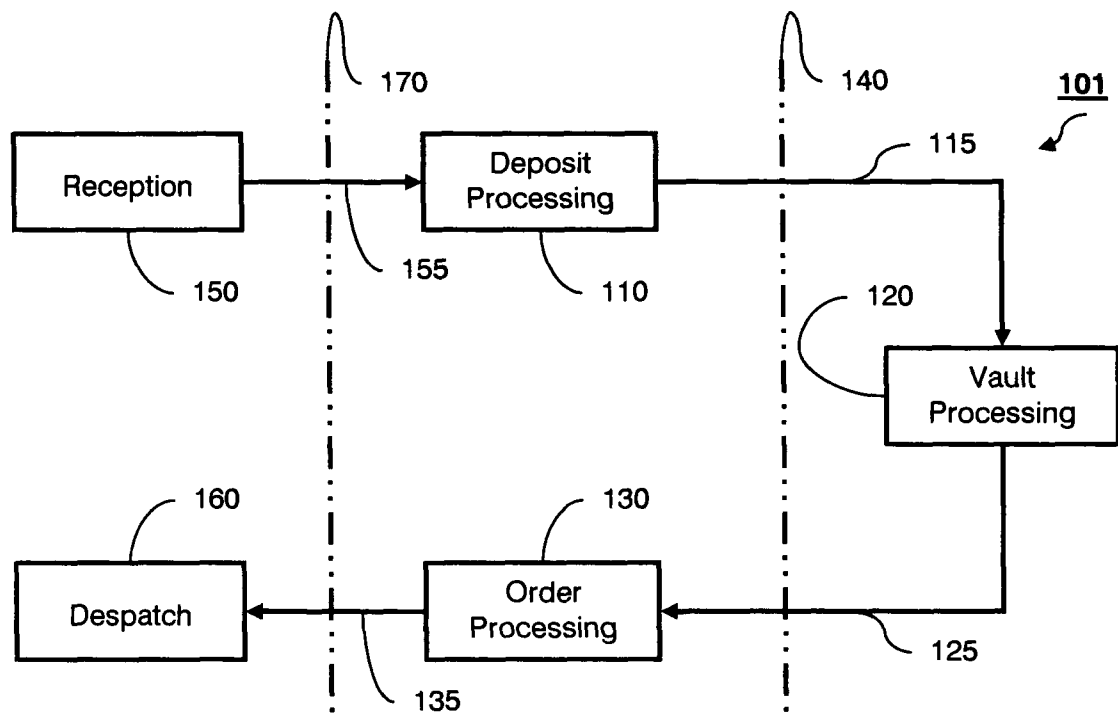 170
140
101
Reception
Deposit
Processing
115
150
155
110
120
Vault
Processing
160
130
Despatch
Order
Processing
135
125